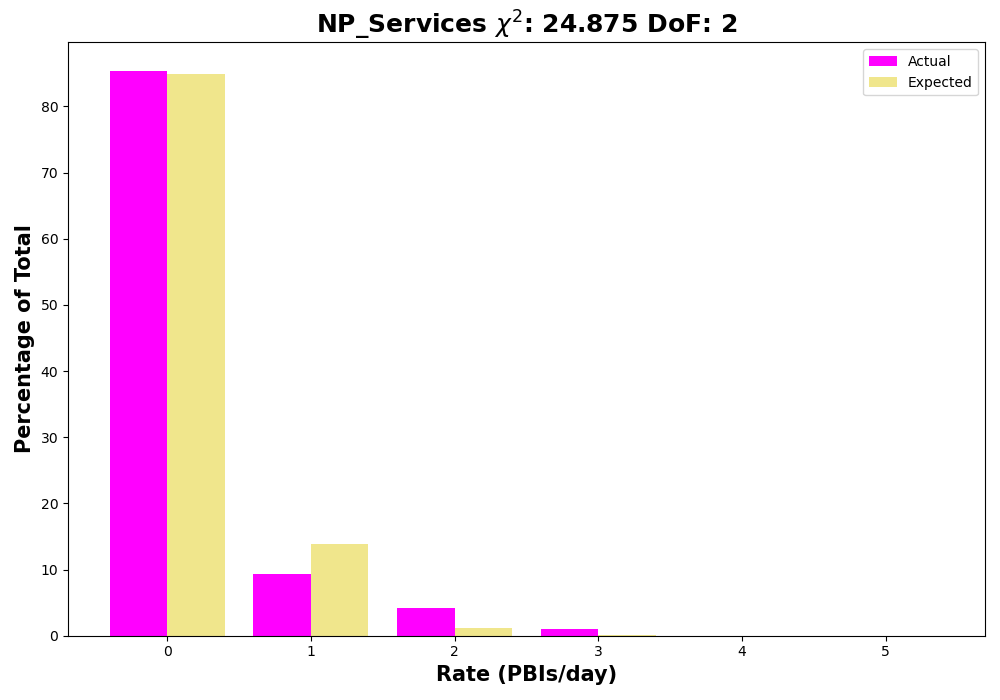 NP_Services χ²: 24.875 DoF: 2
Actual
Expected
Percentage of Total
80
70
60
50
40
30
20
10
0
0 1 2 3 4 5
Rate (PBIs/day)